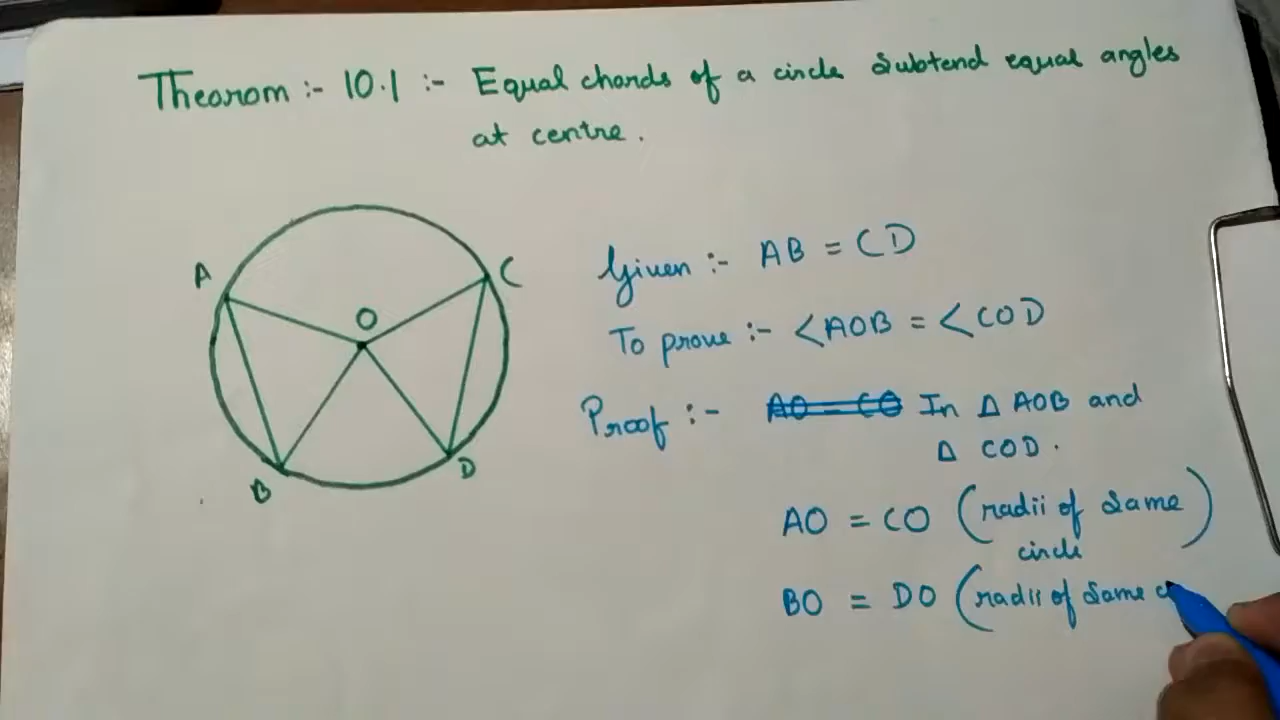 Theorom :- 10.1 :- Equal chords of a circle subtend equal angles
at centre.
A
C
O
B
D
Given :- AB = CD
To prove :- <AOB = <COD
Proof :- AO = CO In Δ AOB and
Δ COD.
AO = CO (radii of same
circle)
BO = DO (radii of same c